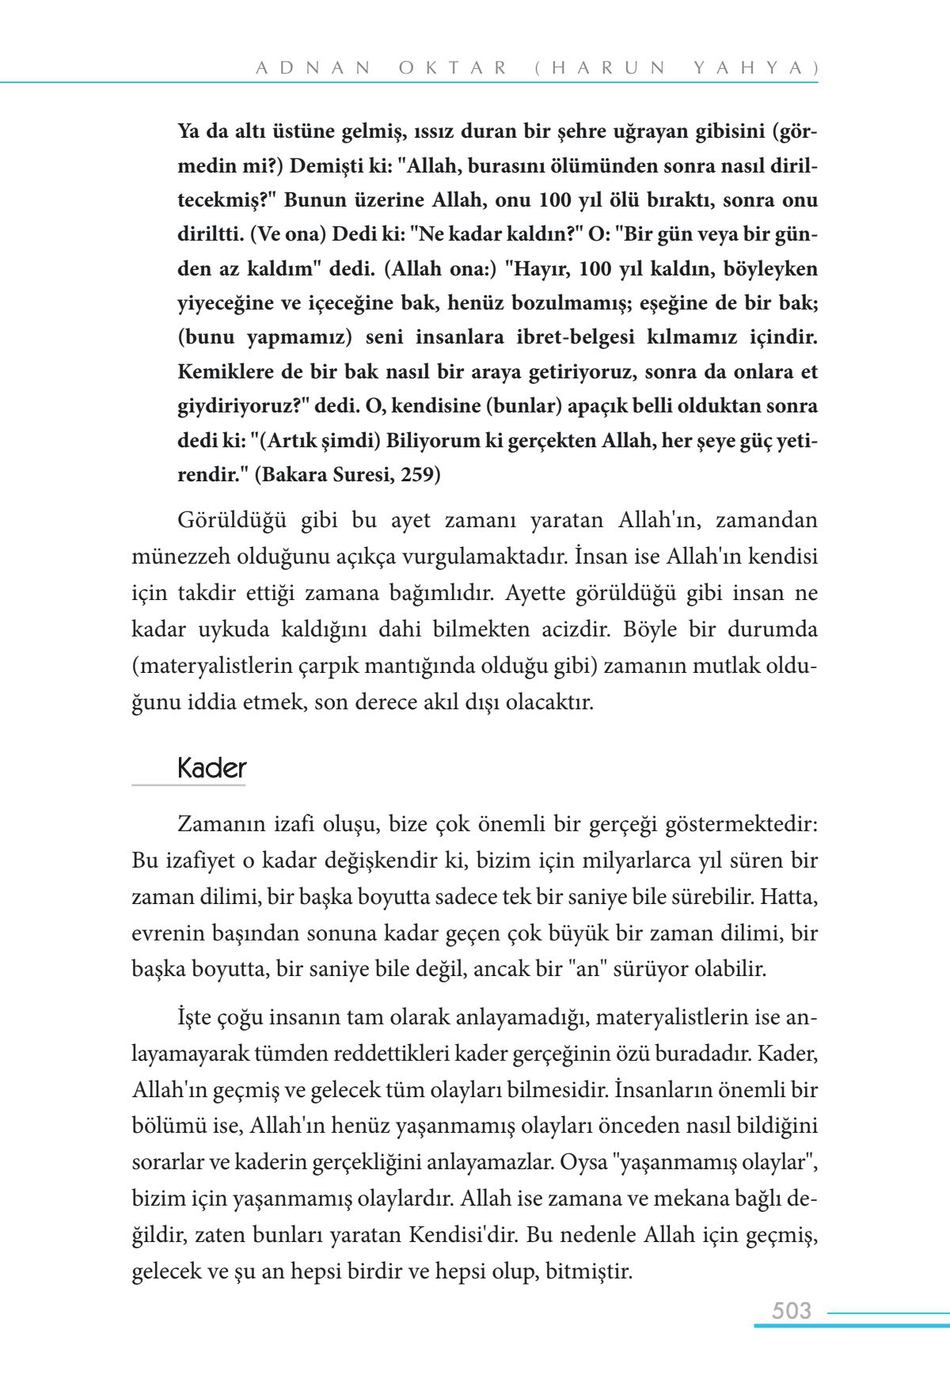 ADNAN OKTAR (HARUN YAHYA)
Ya da altı üstüne gelmiş, ıssız duran bir şehre uğrayan gibisini (gör-
medin mi?) Demişti ki: "Allah, burasını ölümünden sonra nasıl diril-
tecekmiş?" Bunun üzerine Allah, onu 100 yıl ölü bıraktı, sonra onu
diriltti. (Ve ona) Dedi ki: "Ne kadar kaldın?" O: "Bir gün veya bir gün-
den az kaldım" dedi. (Allah ona:) "Hayır, 100 yıl kaldın, böyleyken
yiyeceğine ve içeceğine bak, henüz bozulmamış; eşeğine de bir bak;
(bunu yapmamız) seni insanlara ibret-belgesi kılmamız içindir.
Kemiklere de bir bak nasıl bir araya getiriyoruz, sonra da onlara et
giydiriyoruz?" dedi. O, kendisine (bunlar) apaçık belli olduktan sonra
dedi ki: "(Artık şimdi) Biliyorum ki gerçekten Allah, her şeye güç yeti-
rendir." (Bakara Suresi, 259)
Görüldüğü gibi bu ayet zamanı yaratan Allah'ın, zamandan
münezzeh olduğunu açıkça vurgulamaktadır. İnsan ise Allah'ın kendisi
için takdir ettiği zamana bağımlıdır. Ayette görüldüğü gibi insan ne
kadar uykuda kaldığını dahi bilmekten acizdir. Böyle bir durumda
(materyalistlerin çarpık mantığında olduğu gibi) zamanın mutlak oldu-
ğunu iddia etmek, son derece akıl dışı olacaktır.
Kader
Zamanın izafi oluşu, bize çok önemli bir gerçeği göstermektedir:
Bu izafiyet o kadar değişkendir ki, bizim için milyarlarca yıl süren bir
zaman dilimi, bir başka boyutta sadece tek bir saniye bile sürebilir. Hatta,
evrenin başından sonuna kadar geçen çok büyük bir zaman dilimi, bir
başka boyutta, bir saniye bile değil, ancak bir "an" sürüyor olabilir.
İşte çoğu insanın tam olarak anlayamadığı, materyalistlerin ise an-
layamayarak tümden reddettikleri kader gerçeğinin özü buradadır. Kader,
Allah'ın geçmiş ve gelecek tüm olayları bilmesidir. İnsanların önemli bir
bölümü ise, Allah'ın henüz yaşanmamış olayları önceden nasıl bildiğini
sorarlar ve kaderin gerçekliğini anlayamazlar. Oysa "yaşanmamış olaylar",
bizim için yaşanmamış olaylardır. Allah ise zamana ve mekana bağlı de-
ğildir, zaten bunları yaratan Kendisi'dir. Bu nedenle Allah için geçmiş,
gelecek ve şu an hepsi birdir ve hepsi olup, bitmiştir.
503